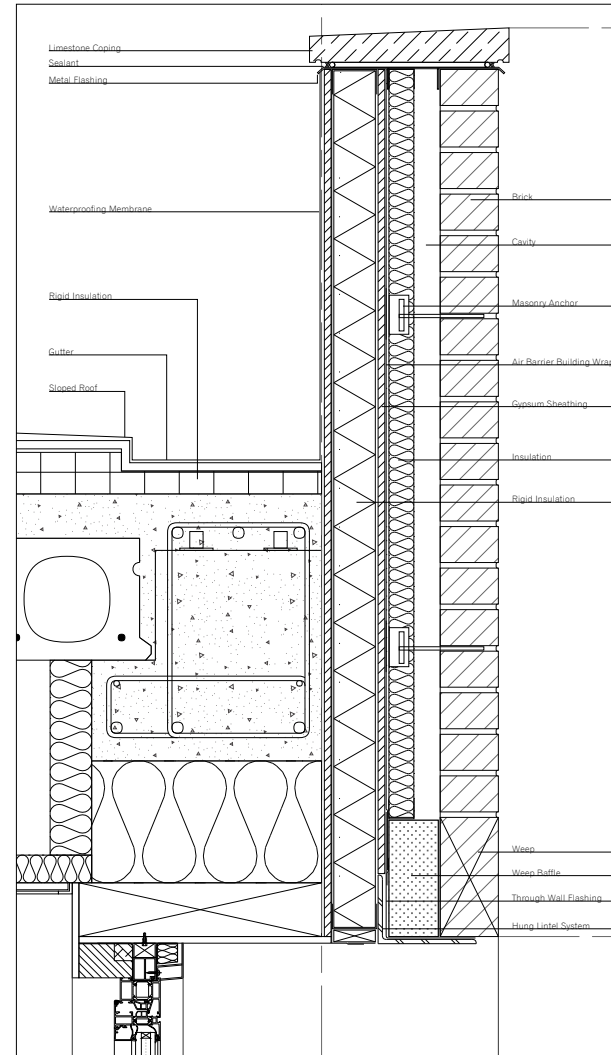 Limestone Coping
Sealant
Metal Flashing
Waterproofing Membrane
Rigid Insulation
Gutter
Sloped Roof
Brick
Cavity
Masonry Anchor
Air Barrier Building Wrap
Gypsum Sheathing
Insulation
Rigid Insulation
Weep
Weep Baffle
Through Wall Flashing
Hung Lintel System